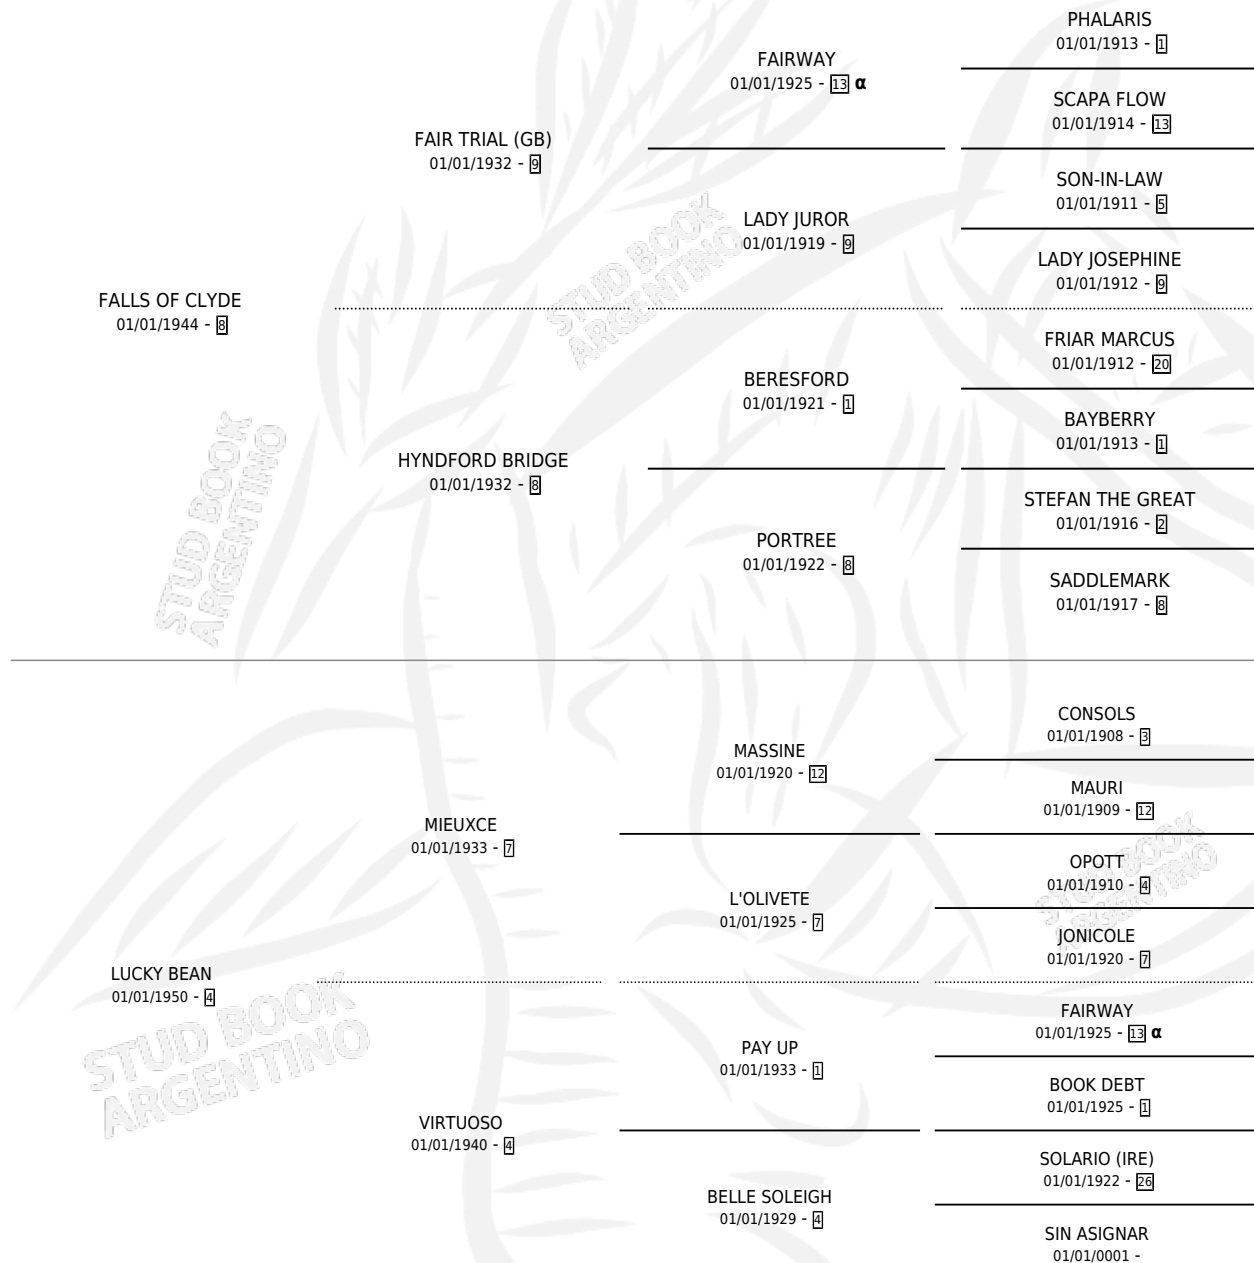 PHALARIS
01/01/1913 - 1
FAIRWAY
01/01/1925 - 13 α
SCAPA FLOW
01/01/1914 - 13
FAIR TRIAL (GB)
01/01/1932 - 9
SON-IN-LAW
01/01/1911 - 5
LADY JUROR
01/01/1919 - 9
LADY JOSEPHINE
01/01/1912 - 9
FALLS OF CLYDE
01/01/1944 - 8
FRIAR MARCUS
01/01/1912 - 20
BERESFORD
01/01/1921 - 1
BAYBERRY
01/01/1913 - 1
HYNDFORD BRIDGE
01/01/1932 - 8
STEFAN THE GREAT
01/01/1916 - 2
PORTREE
01/01/1922 - 8
SADDLEMARK
01/01/1917 - 8
STUD BOOK
ARGENTINO
STUD BOOK
ARGENTINO
CONSOLS
01/01/1908 - 3
MASSINE
01/01/1920 - 12
MAURI
01/01/1909 - 12
MIEUXCE
01/01/1933 - 7
OPOTT
01/01/1910 - 4
L'OLIVETE
01/01/1925 - 7
JONICOLE
01/01/1920 - 7
STUD BOOK
ARGENTINO
LUCKY BEAN
01/01/1950 - 4
FAIRWAY
01/01/1925 - 13 α
PAY UP
01/01/1933 - 1
BOOK DEBT
01/01/1925 - 1
VIRTUOSO
01/01/1940 - 4
SOLARIO (IRE)
01/01/1922 - 26
BELLE SOLEIGH
01/01/1929 - 4
SIN ASIGNAR
01/01/0001 -
STUD BOOK
ARGENTINO